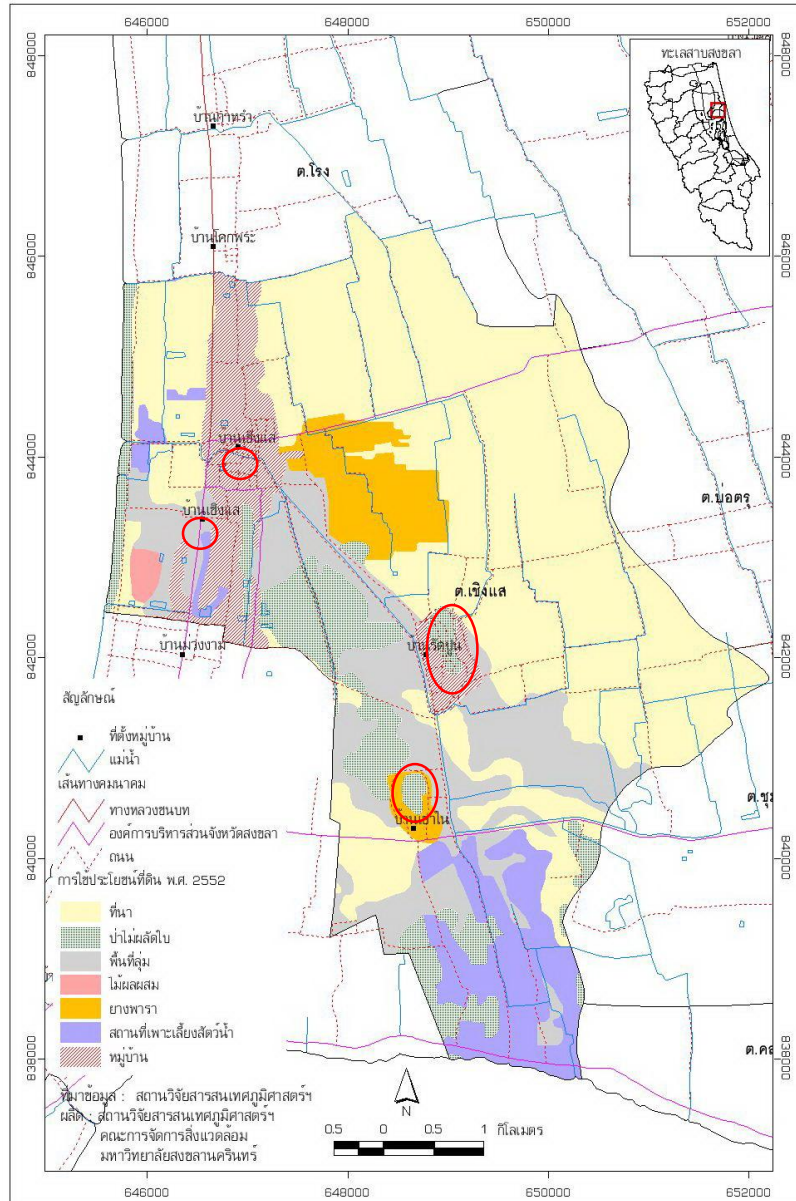 646000
648000
650000
652000
848000
848000
ทะเลสาบสงขลา
ต.โรง
บ้านโคกพระ
846000
846000
บ้านเชิงแส
844000
844000
บ้านเชิงแส
ต.บ่อตรุ
ต.เชิงแส
บ้านรัดปูน
842000
842000
บ้านม่วงงาม
สัญลักษณ์
ที่ตั้งหมู่บ้าน
แม่น้ำ
เส้นทางคมนาคม
ทางหลวงชนบท
องค์การบริหารส่วนจังหวัดสงขลา
ถนน
บ้านเขาใน
840000
840000
การใช้ประโยชน์ที่ดิน พ.ศ. 2552
ที่นา
ป่าไม่ผลัดใบ
พื้นที่ลุ่ม
ไม้ผลผสม
ยางพารา
สถานที่เพาะเลี้ยงสัตว์น้ำ
หมู่บ้าน
838000
838000
ที่มาข้อมูล : สถานวิจัยสารสนเทศภูมิศาสตร์ฯ
ผลิต : สถานวิจัยสารสนเทศภูมิศาสตร์ฯ
คณะการจัดการสิ่งแวดล้อม
มหาวิทยาลัยสงขลานครินทร์
N
0.5 0 0.5 1 กิโลเมตร
646000
648000
650000
652000